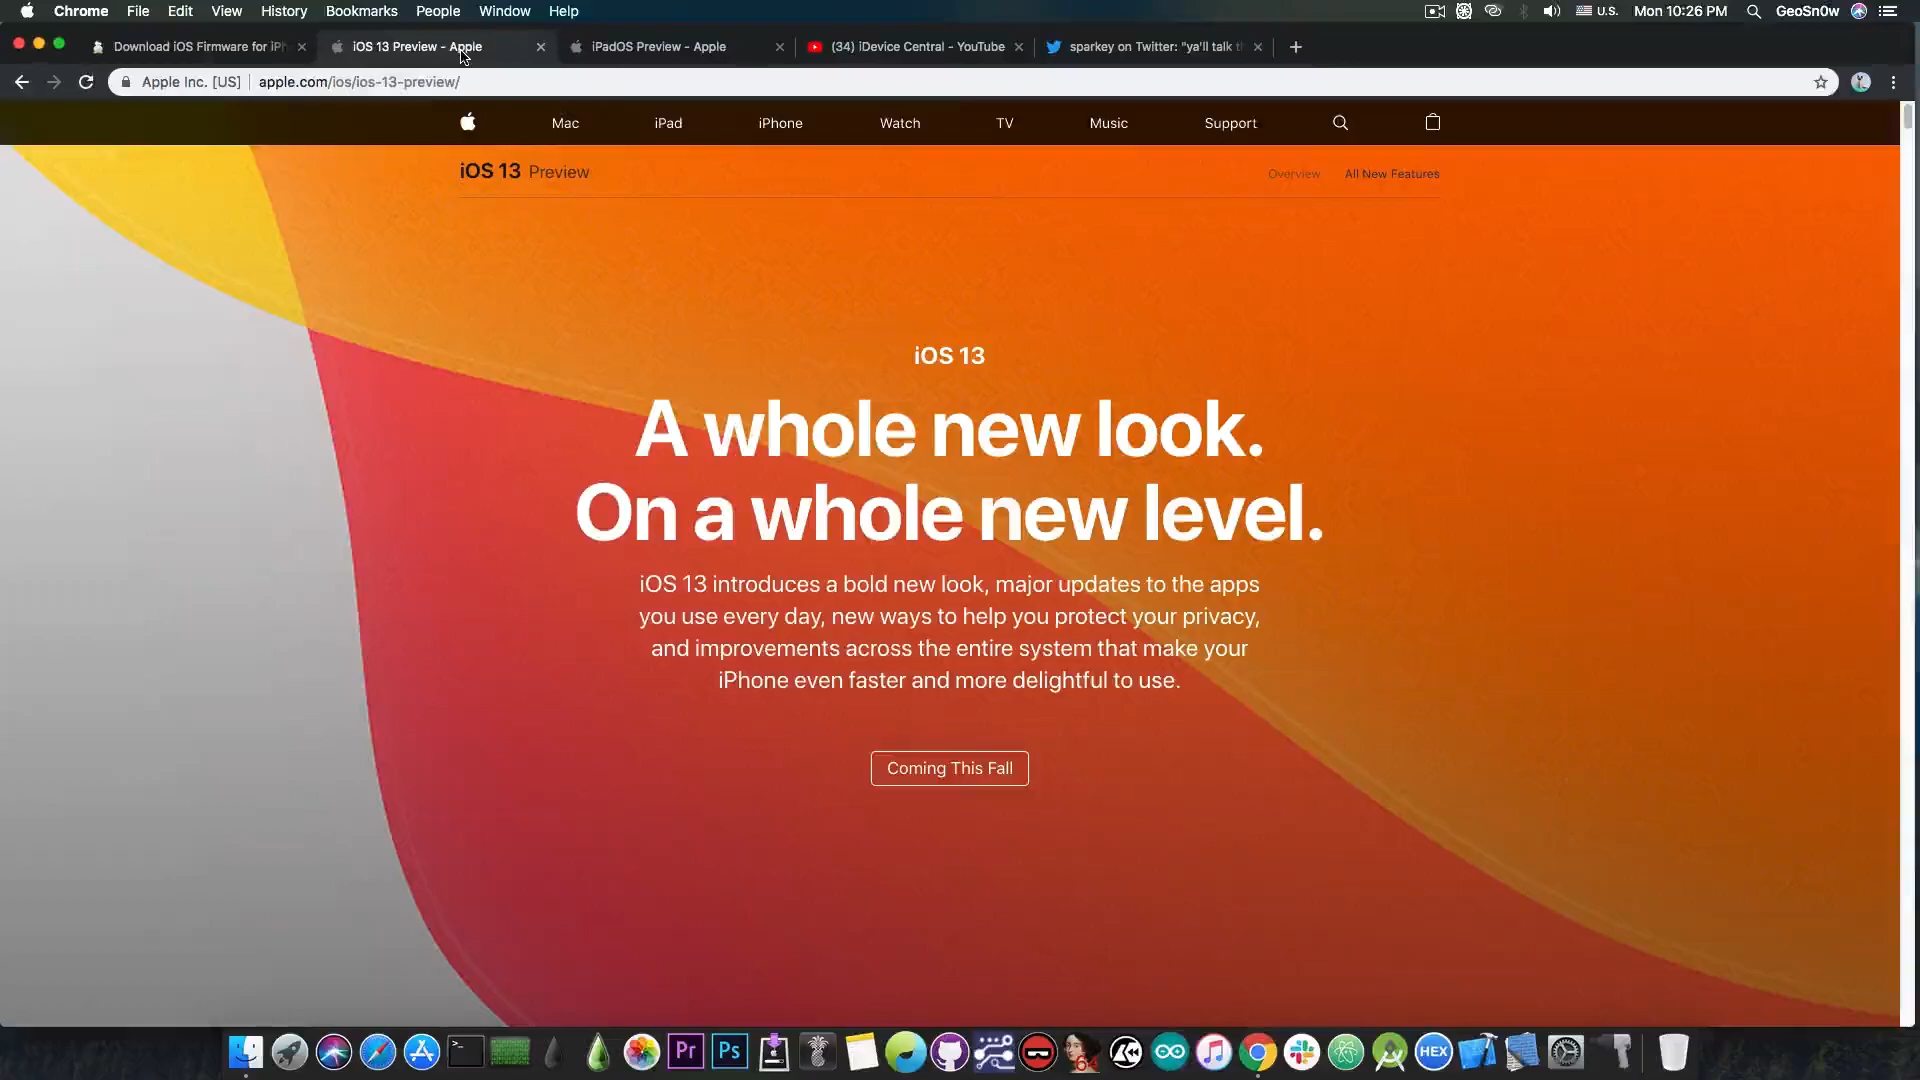 Chrome File Edit View History Bookmarks People Window Help U.S. Mon 10:26 PM GeoSn0w
Download iOS Firmware for iPh iOS 13 Preview - Apple iPadOS Preview - Apple (34) iDevice Central - YouTube sparkey on Twitter: "ya'll talk t
Apple Inc. [US] apple.com/ios/ios-13-preview/
Mac iPad iPhone Watch TV Music Support
iOS 13 Preview Overview All New Features
iOS 13
A whole new look.
On a whole new level.
iOS 13 introduces a bold new look, major updates to the apps
you use every day, new ways to help you protect your privacy,
and improvements across the entire system that make your
iPhone even faster and more delightful to use.
Coming This Fall
Pr Ps 64 HEX